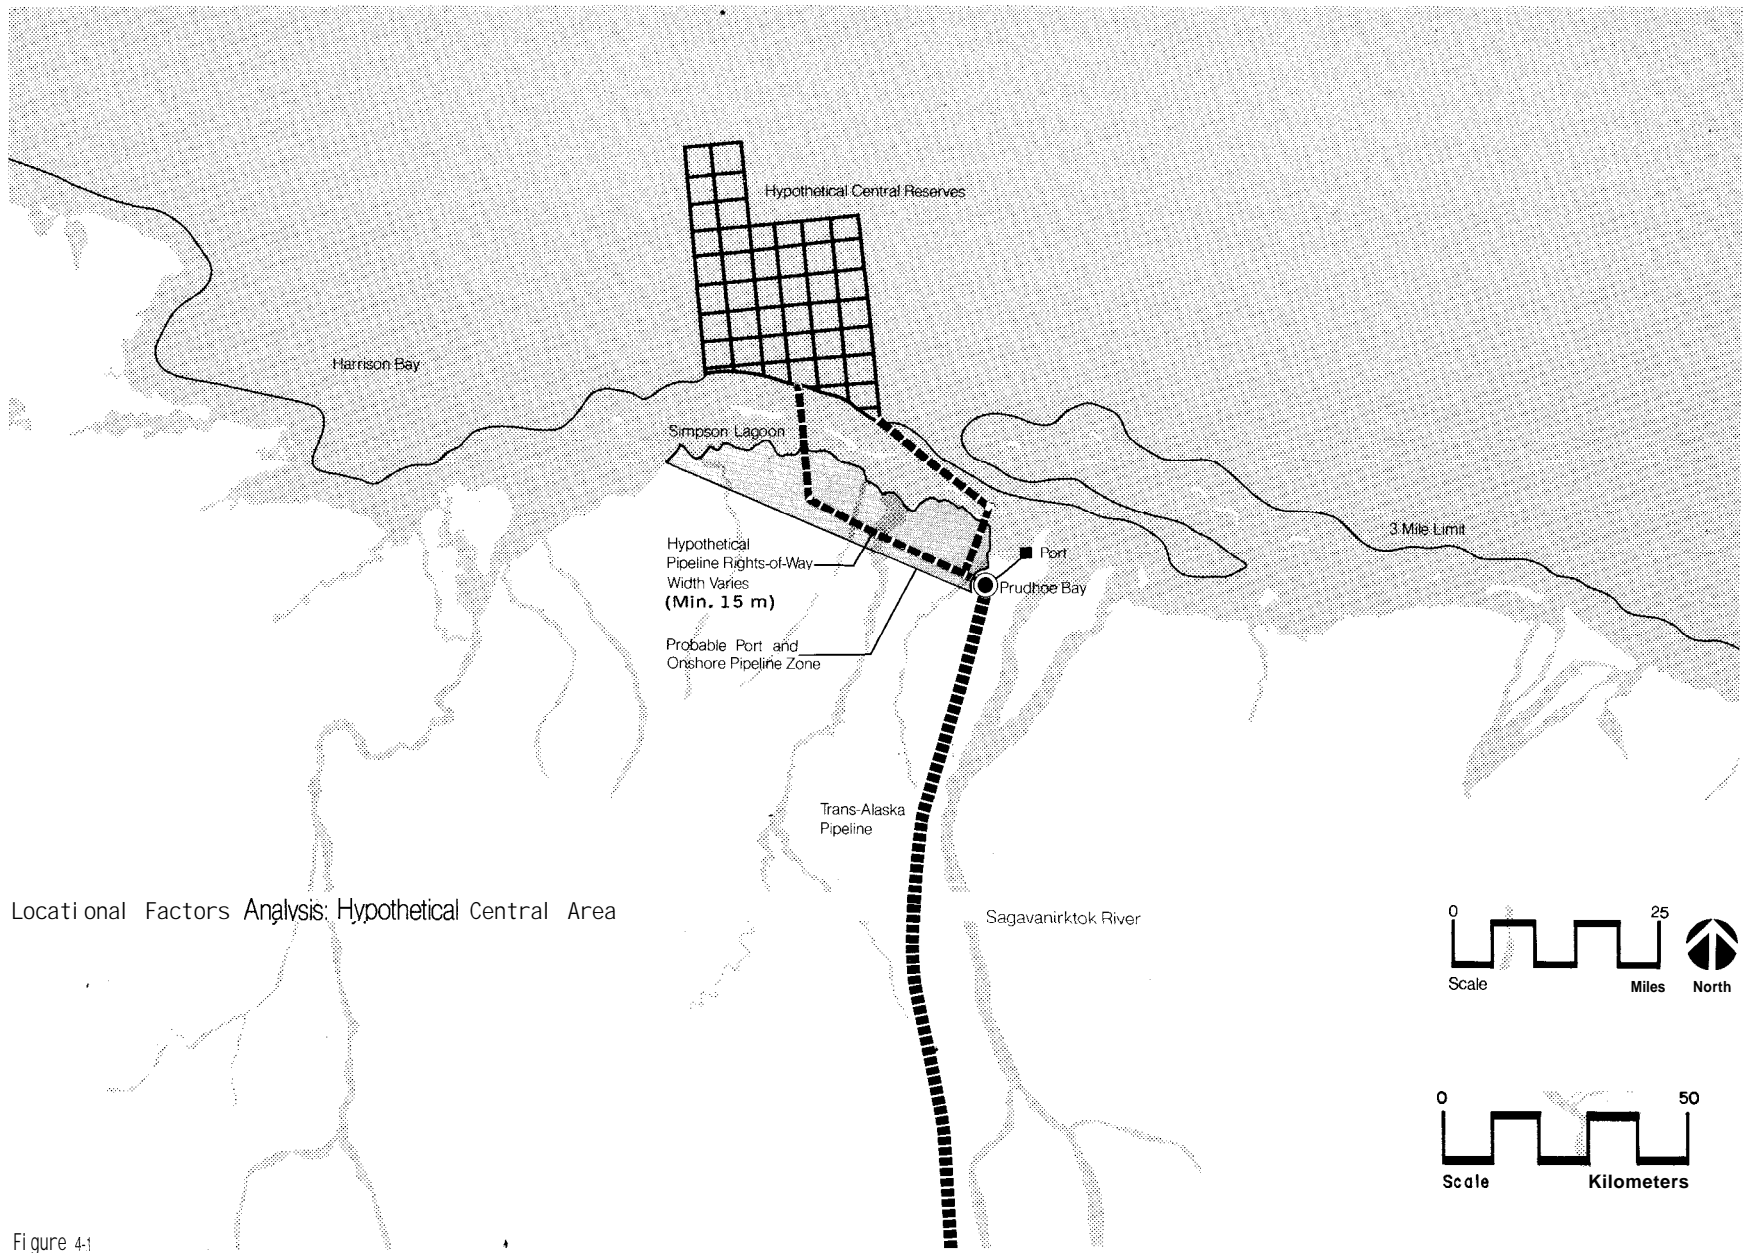 Hypothetical Central Reserves
Harrison Bay
Simpson Lagoon
3 Mile Limit
Hypothetical
Pipeline Rights-of-Way
Width Varies
(Min. 15 m)
Port
Prudhoe Bay
Probable Port and
Onshore Pipeline Zone
Trans-Alaska
Pipeline
Locational Factors Analysis: Hypothetical Central Area
Sagavanirktok River
0 25
Scale Miles North
0 50
Scale Kilometers
Figure 4-1